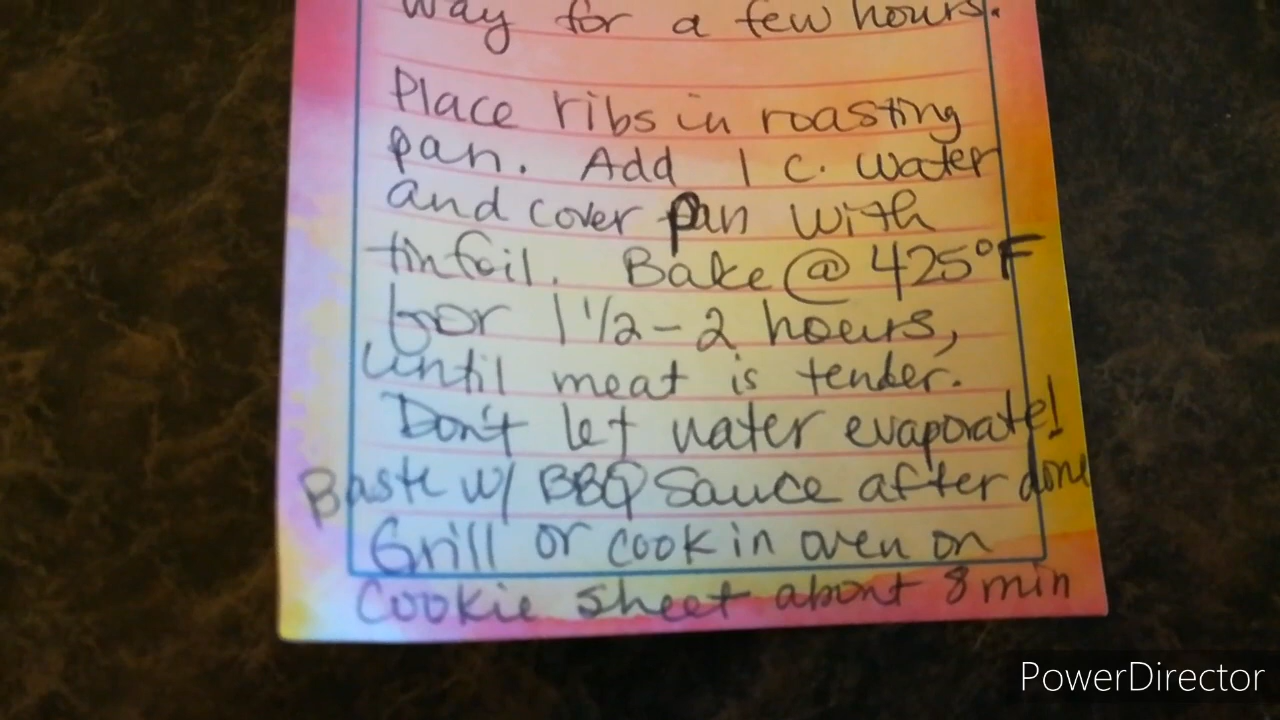 way for a few hours.
Place ribs in roasting
pan. Add 1 c. water
and cover pan with
tinfoil. Bake @ 425°F
for 1 1/2 - 2 hours,
until meat is tender.
Don't let water evaporate!
Baste w/ BBQ Sauce after done
Grill or cook in oven on
Cookie sheet about 8 min
PowerDirector